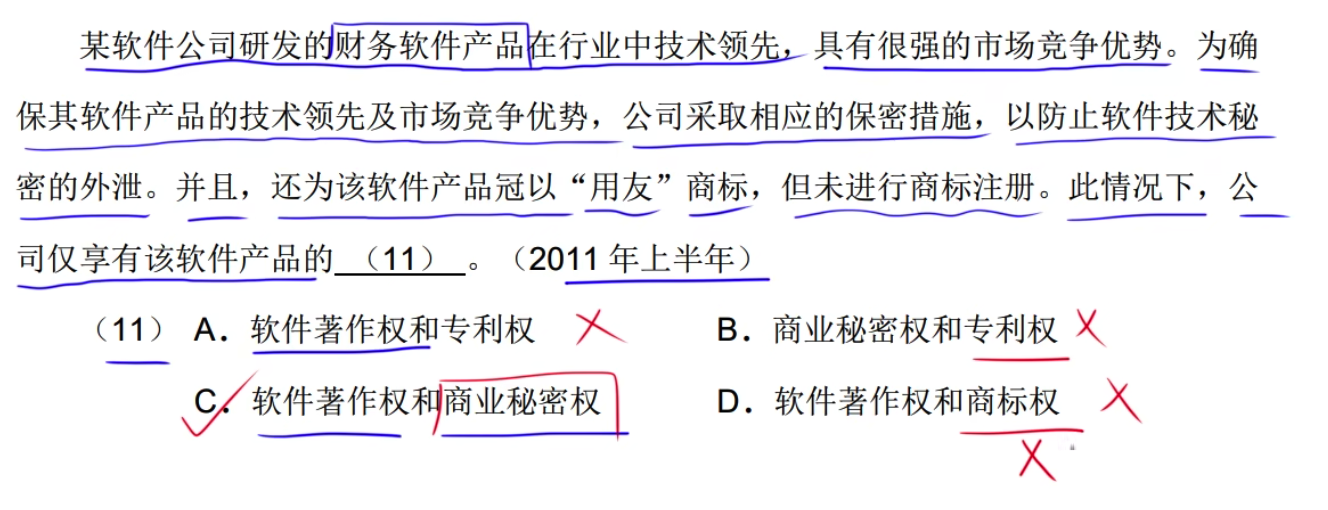 某软件公司研发的财务软件产品在行业中技术领先，具有很强的市场竞争优势。为确
保其软件产品的技术领先及市场竞争优势，公司采取相应的保密措施，以防止软件技术秘
密的外泄。并且，还为该软件产品冠以“用友”商标，但未进行商标注册。此情况下，公
司仅享有该软件产品的 （11） 。（2011 年上半年）
（11） A．软件著作权和专利权 B．商业秘密权和专利权
C．软件著作权和商业秘密权 D．软件著作权和商标权